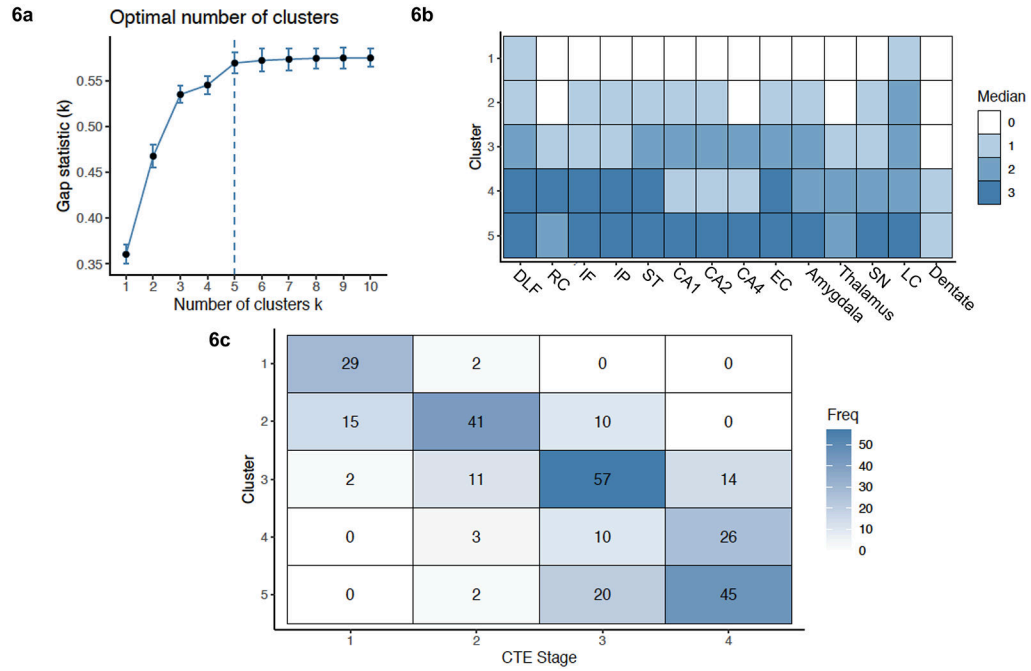 6a
Optimal number of clusters
Gap statistic (k)
0.55
0.50
0.45
0.40
0.35
1 2 3 4 5 6 7 8 9 10
Number of clusters k
6b
Cluster
1
2
3
4
5
DLF RC IF IP ST CA1 CA2 CA4 EC Amygdala Thalamus SN LC Dentate
Median
0
1
2
3
6c
Cluster
1 29 2 0 0
2 15 41 10 0
3 2 11 57 14
4 0 3 10 26
5 0 2 20 45
1 2 3 4
CTE Stage
Freq
50
40
30
20
10
0